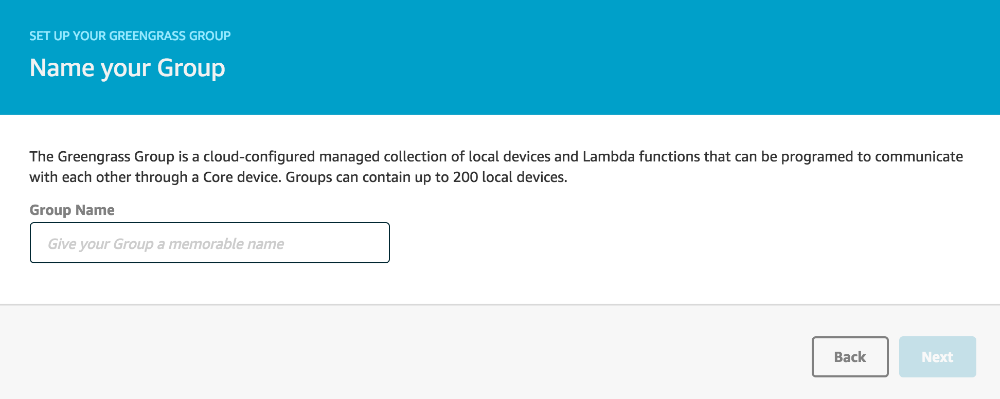 SET UP YOUR GREENGRASS GROUP
Name your Group
The Greengrass Group is a cloud-configured managed collection of local devices and Lambda functions that can be programed to communicate
with each other through a Core device. Groups can contain up to 200 local devices.
Group Name
Give your Group a memorable name
Back
Next